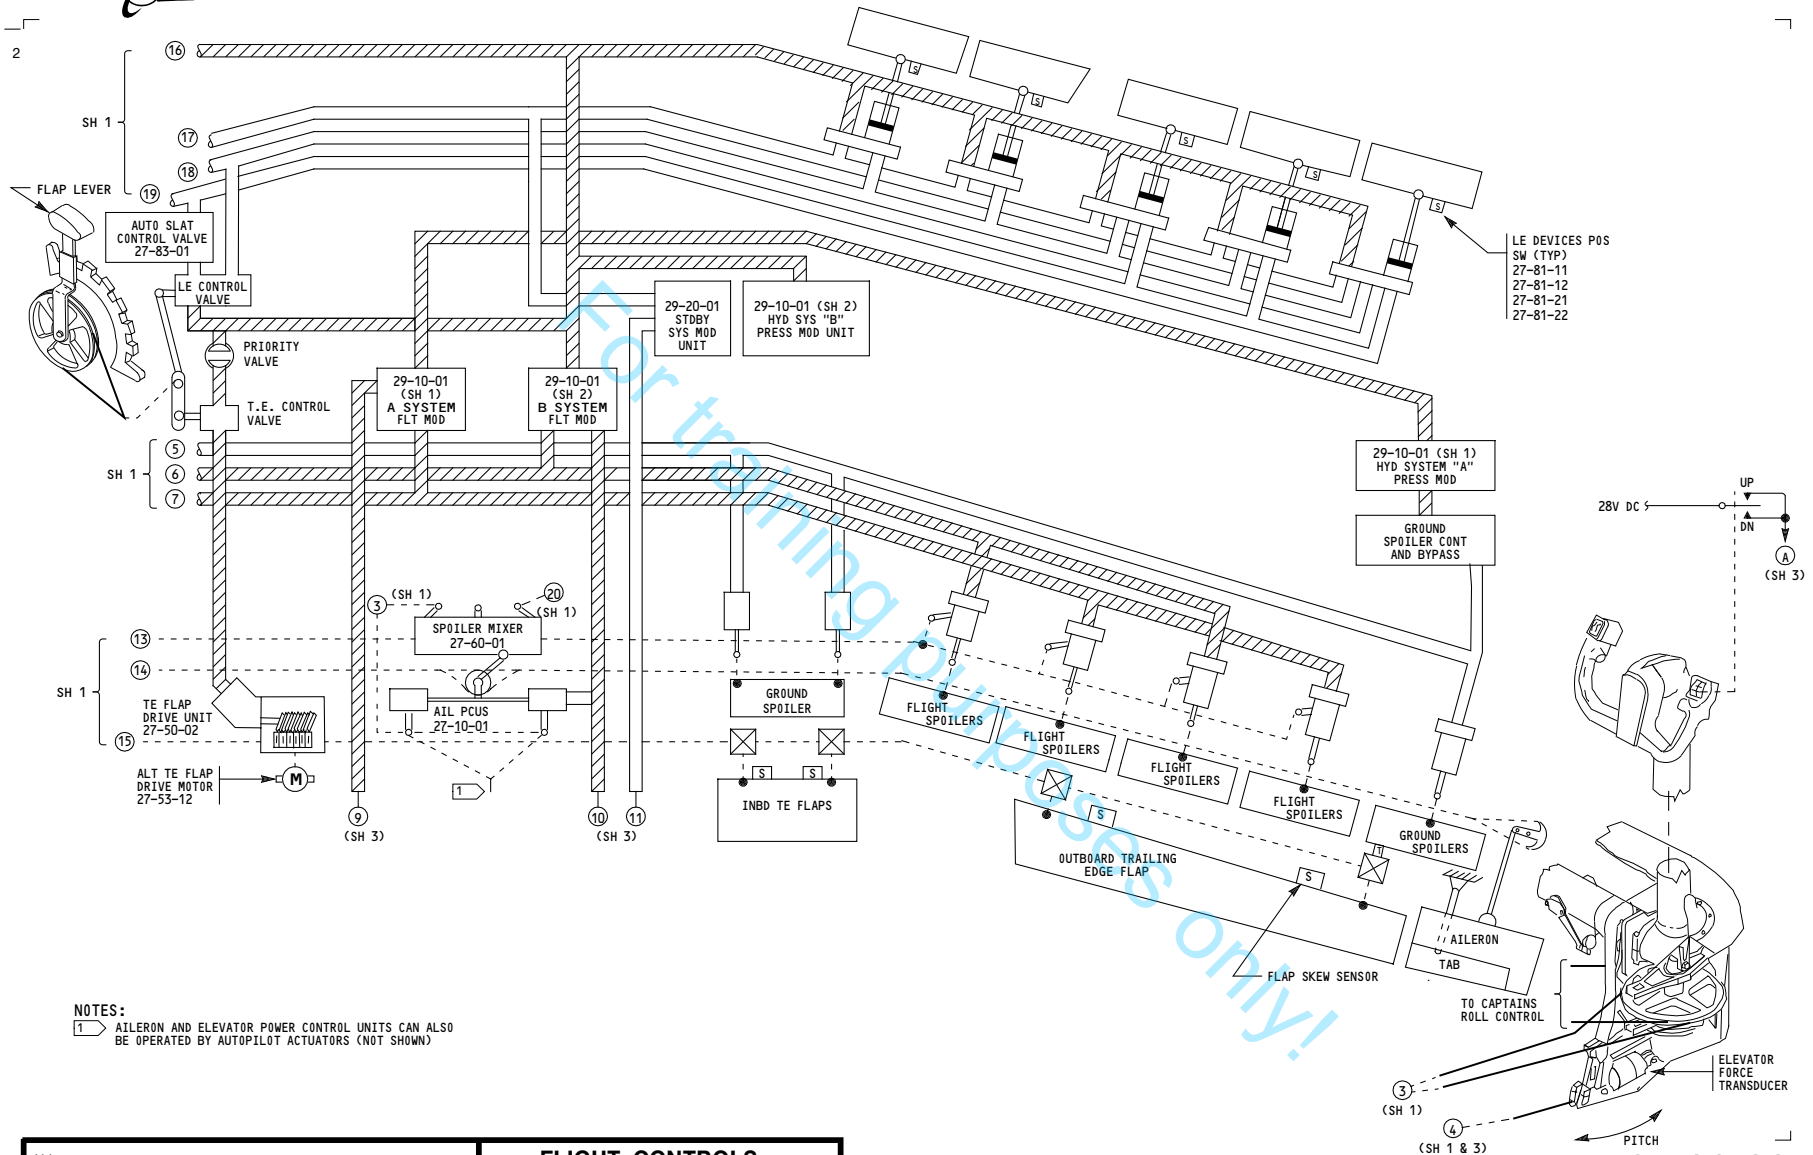 2
16
SH 1
17
18
19
FLAP LEVER
AUTO SLAT
CONTROL VALVE
27-83-01
LE CONTROL
VALVE
PRIORITY
VALVE
T.E. CONTROL
VALVE
29-20-01
STDBY
SYS MOD
UNIT
29-10-01 (SH 2)
HYD SYS "B"
PRESS MOD UNIT
29-10-01
(SH 1)
A SYSTEM
FLT MOD
29-10-01
(SH 2)
B SYSTEM
FLT MOD
S
S
S
S
S
LE DEVICES POS
SW (TYP)
27-81-11
27-81-12
27-81-21
27-81-22
5
SH 1
6
7
29-10-01 (SH 1)
HYD SYSTEM "A"
PRESS MOD
GROUND
SPOILER CONT
AND BYPASS
28V DC
UP
DN
A
(SH 3)
3
(SH 1)
20
(SH 1)
SPOILER MIXER
27-60-01
13
14
SH 1
15
TE FLAP
DRIVE UNIT
27-50-02
ALT TE FLAP
DRIVE MOTOR
27-53-12
M
AIL PCUS
27-10-01
1
9
(SH 3)
10
(SH 3)
11
GROUND
SPOILER
S
S
INBD TE FLAPS
FLIGHT
SPOILERS
FLIGHT
SPOILERS
FLIGHT
SPOILERS
FLIGHT
SPOILERS
GROUND
SPOILERS
S
OUTBOARD TRAILING
EDGE FLAP
S
T
FLAP SKEW SENSOR
AILERON
TAB
TO CAPTAINS
ROLL CONTROL
ELEVATOR
FORCE
TRANSDUCER
3
(SH 1)
4
(SH 1 & 3)
PITCH
NOTES:
1 AILERON AND ELEVATOR POWER CONTROL UNITS CAN ALSO
BE OPERATED BY AUTOPILOT ACTUATORS (NOT SHOWN)
For training purposes only!
FLIGHT CONTROLS